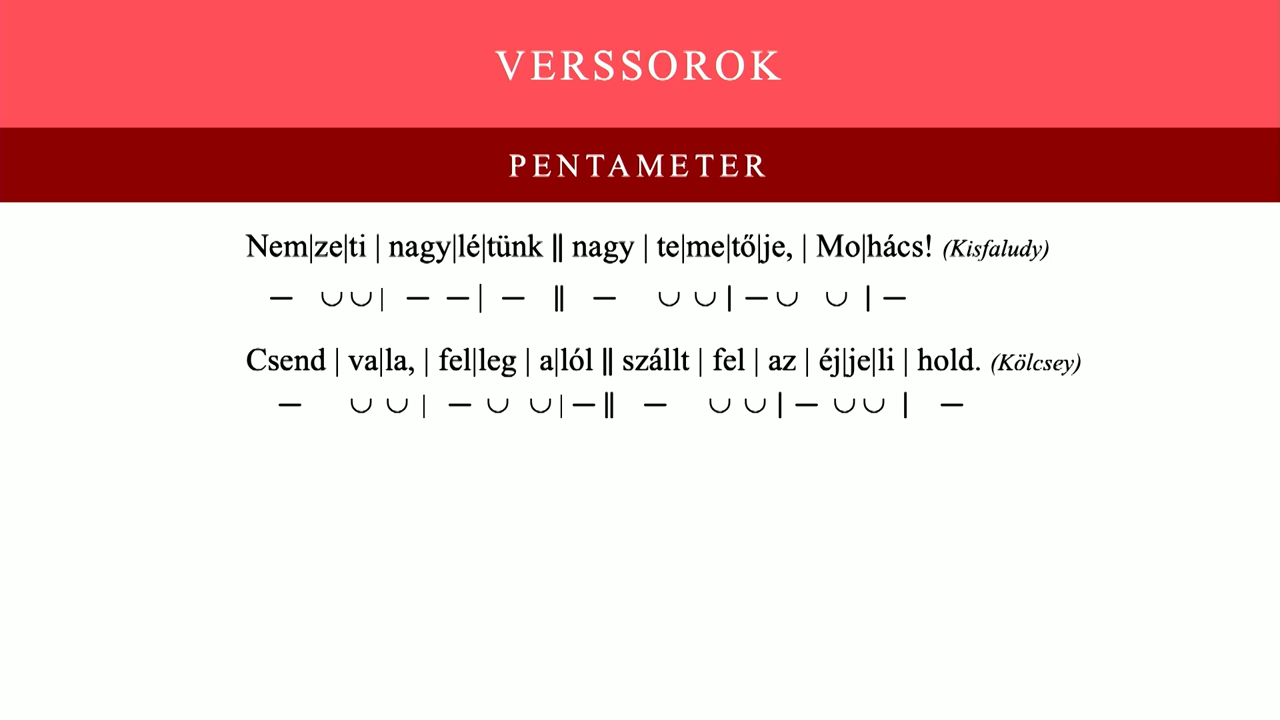 VERSSOROK
PENTAMETER
Nem|ze|ti | nagy|lé|tünk ‖ nagy | te|me|tő|je, | Mo|hács! (Kisfaludy)
— ∪ ∪ | — — | — ‖ — ∪ ∪ | — ∪ ∪ | —
Csend | va|la, | fel|leg | a|lól ‖ szállt | fel | az | éj|je|li | hold. (Kölcsey)
— ∪ ∪ | — ∪ ∪ | — ‖ — ∪ ∪ | — ∪ ∪ | —